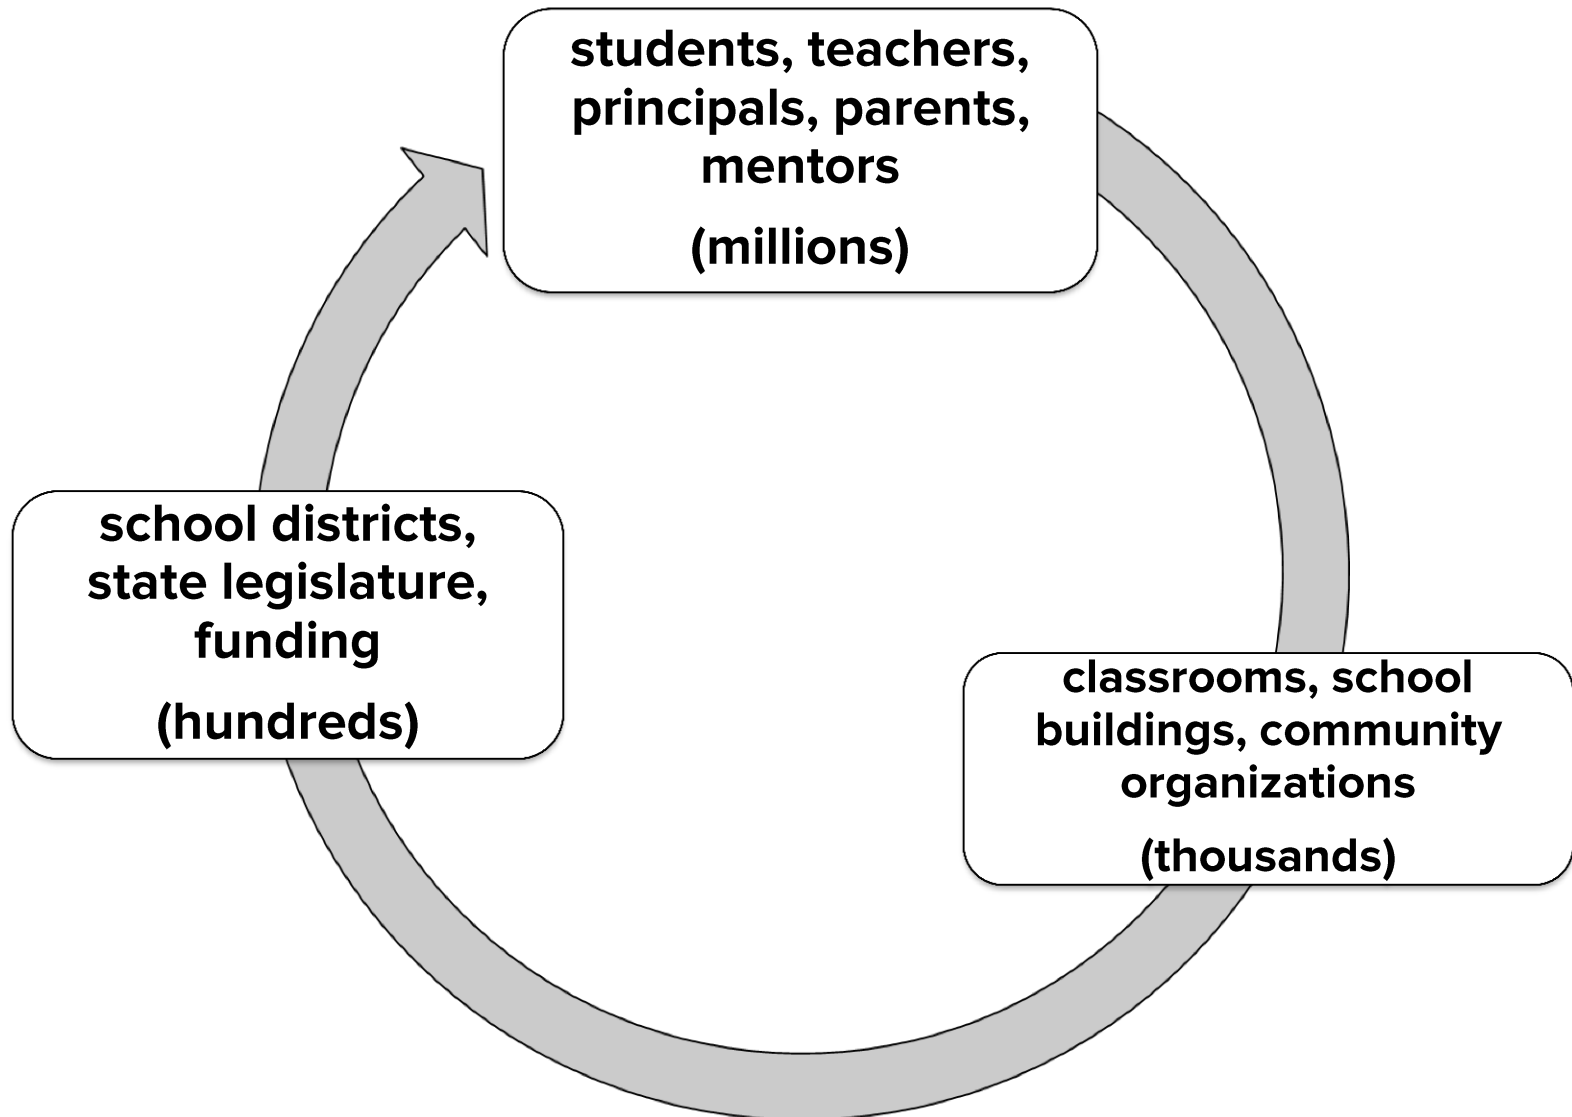 students, teachers,
principals, parents,
mentors
(millions)
school districts,
state legislature,
funding
(hundreds)
classrooms, school
buildings, community
organizations
(thousands)